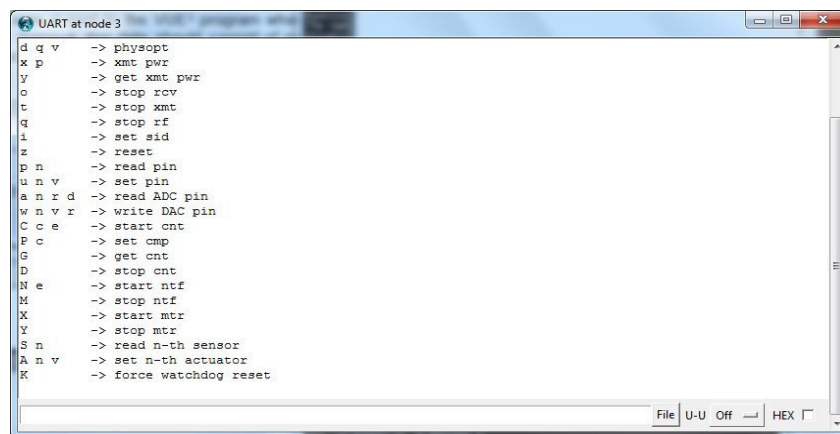 UART at node 3
d q v -> physopt
x p -> xmt pwr
y -> get xmt pwr
o -> stop rcv
t -> stop xmt
q -> stop rf
i -> set sid
z -> reset
p n -> read pin
u n v -> set pin
a n r d -> read ADC pin
w n v r -> write DAC pin
C c e -> start cnt
P c -> set cmp
G -> get cnt
D -> stop cnt
N e -> start ntf
M -> stop ntf
X -> start mtr
Y -> stop mtr
S n -> read n-th sensor
A n v -> set n-th actuator
K -> force watchdog reset
File U-U Off HEX